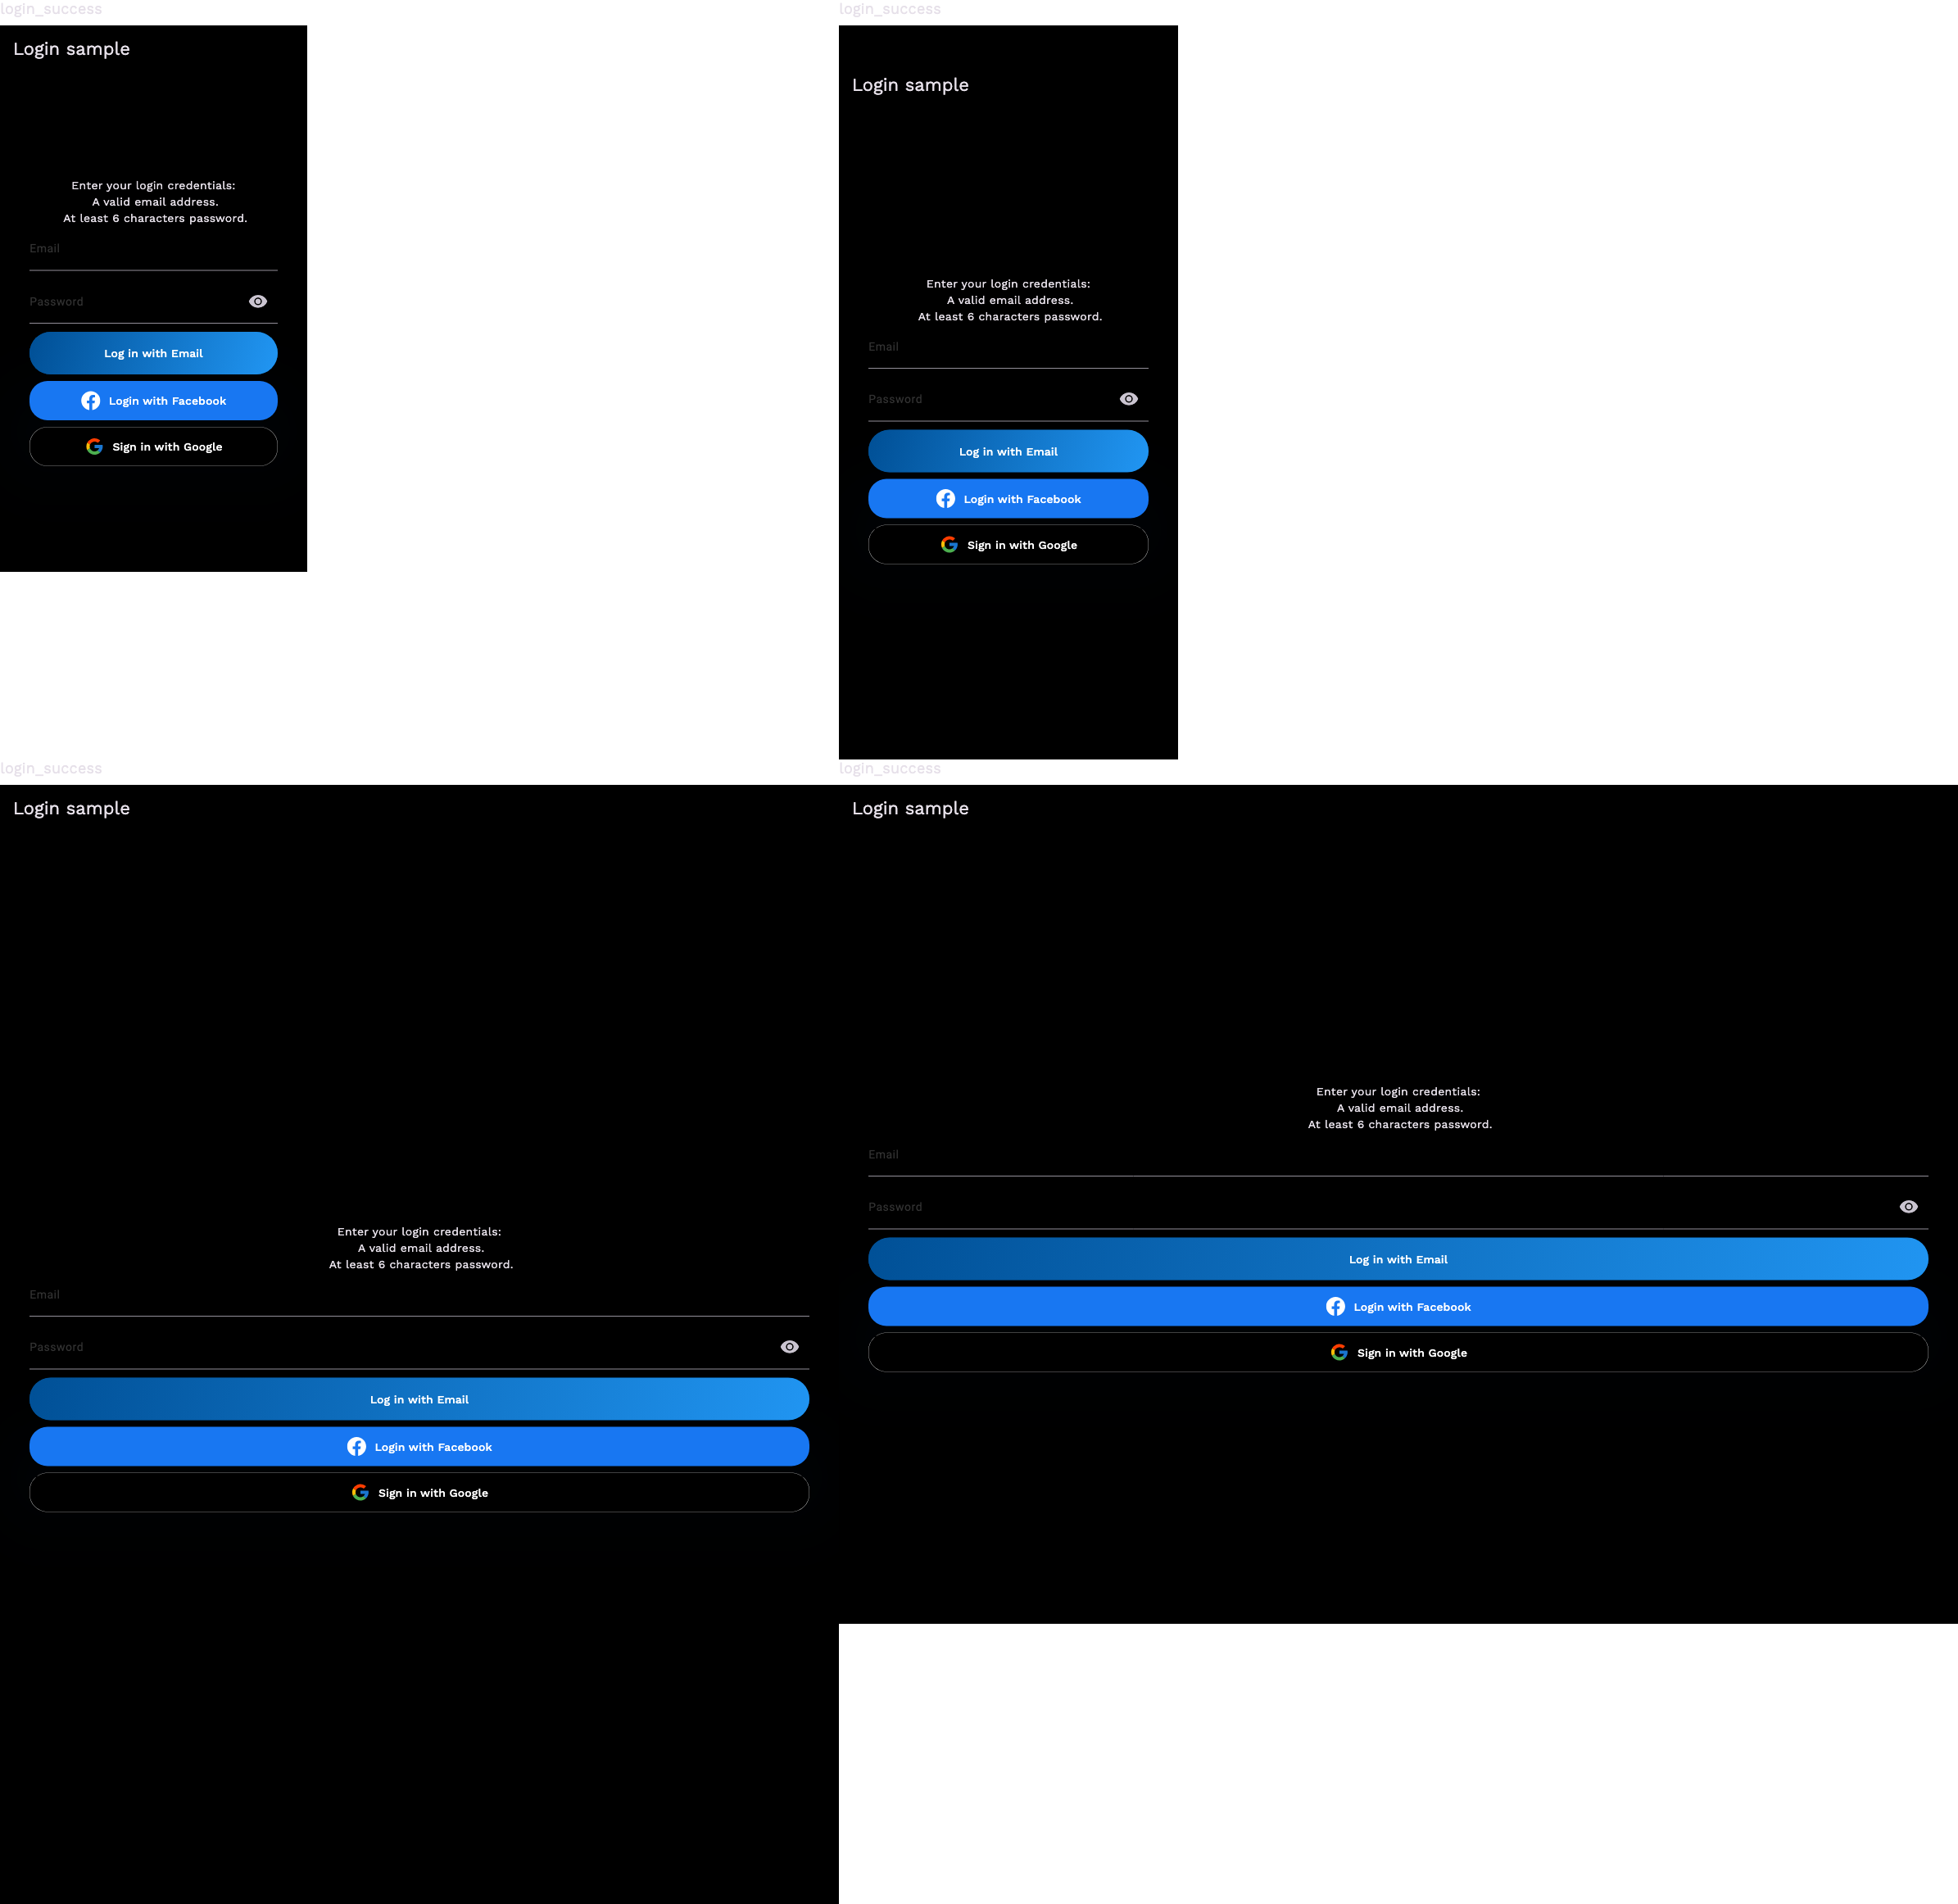 login_success
Login sample
Enter your login credentials:
A valid email address.
At least 6 characters password.
Email
Password
Log in with Email
Login with Facebook
Sign in with Google
login_success
Login sample
Enter your login credentials:
A valid email address.
At least 6 characters password.
Email
Password
Log in with Email
Login with Facebook
Sign in with Google
login_success
Login sample
Enter your login credentials:
A valid email address.
At least 6 characters password.
Email
Password
Log in with Email
Login with Facebook
Sign in with Google
login_success
Login sample
Enter your login credentials:
A valid email address.
At least 6 characters password.
Email
Password
Log in with Email
Login with Facebook
Sign in with Google